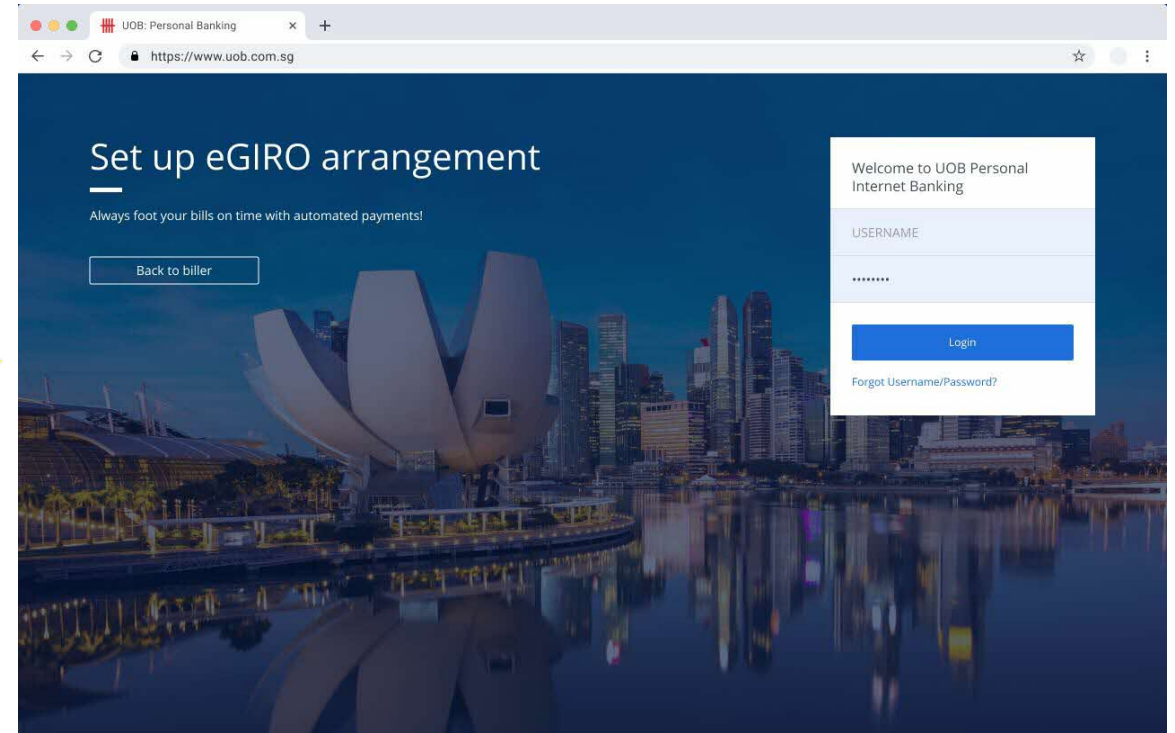 UOB: Personal Banking
https://www.uob.com.sg
Set up eGIRO arrangement
Always foot your bills on time with automated payments!
Back to biller
Welcome to UOB Personal
Internet Banking
USERNAME
••••••••
Login
Forgot Username/Password?